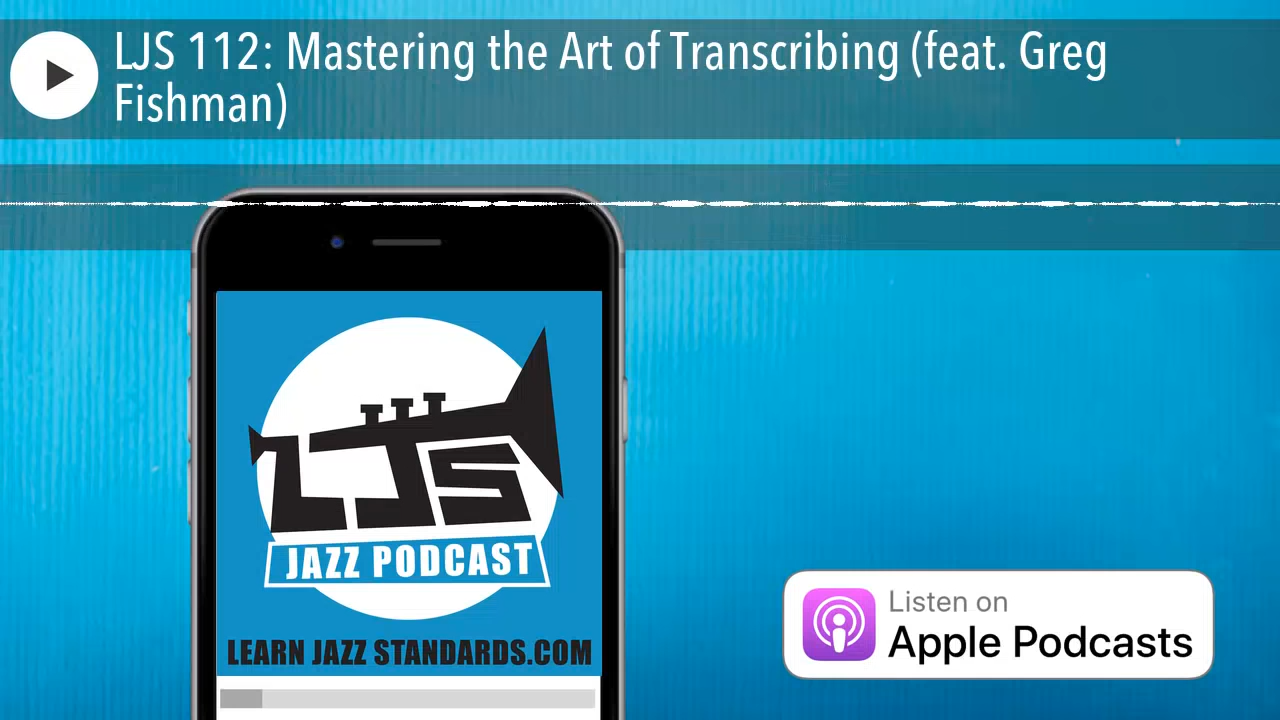 LJS 112: Mastering the Art of Transcribing (feat. Greg
Fishman)
LJS
JAZZ PODCAST
LEARN JAZZ STANDARDS.COM
Listen on
Apple Podcasts